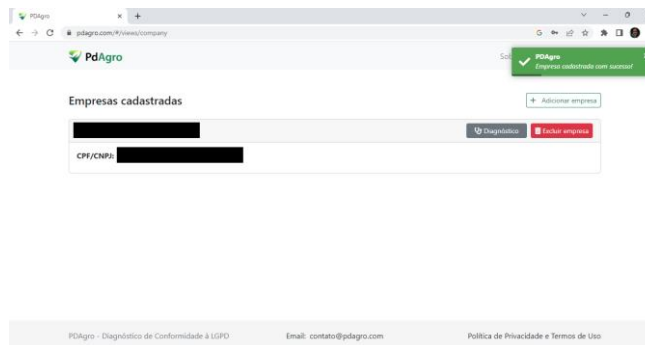 PDAgro
pdagro.com/#/views/company
PdAgro
PDAgro
Empresa cadastrada com sucesso!
Empresas cadastradas
+ Adicionar empresa
Diagnóstico
Excluir empresa
CPF/CNPJ:
PDAgro - Diagnóstico de Conformidade à LGPD
Email: contato@pdagro.com
Política de Privacidade e Termos de Uso